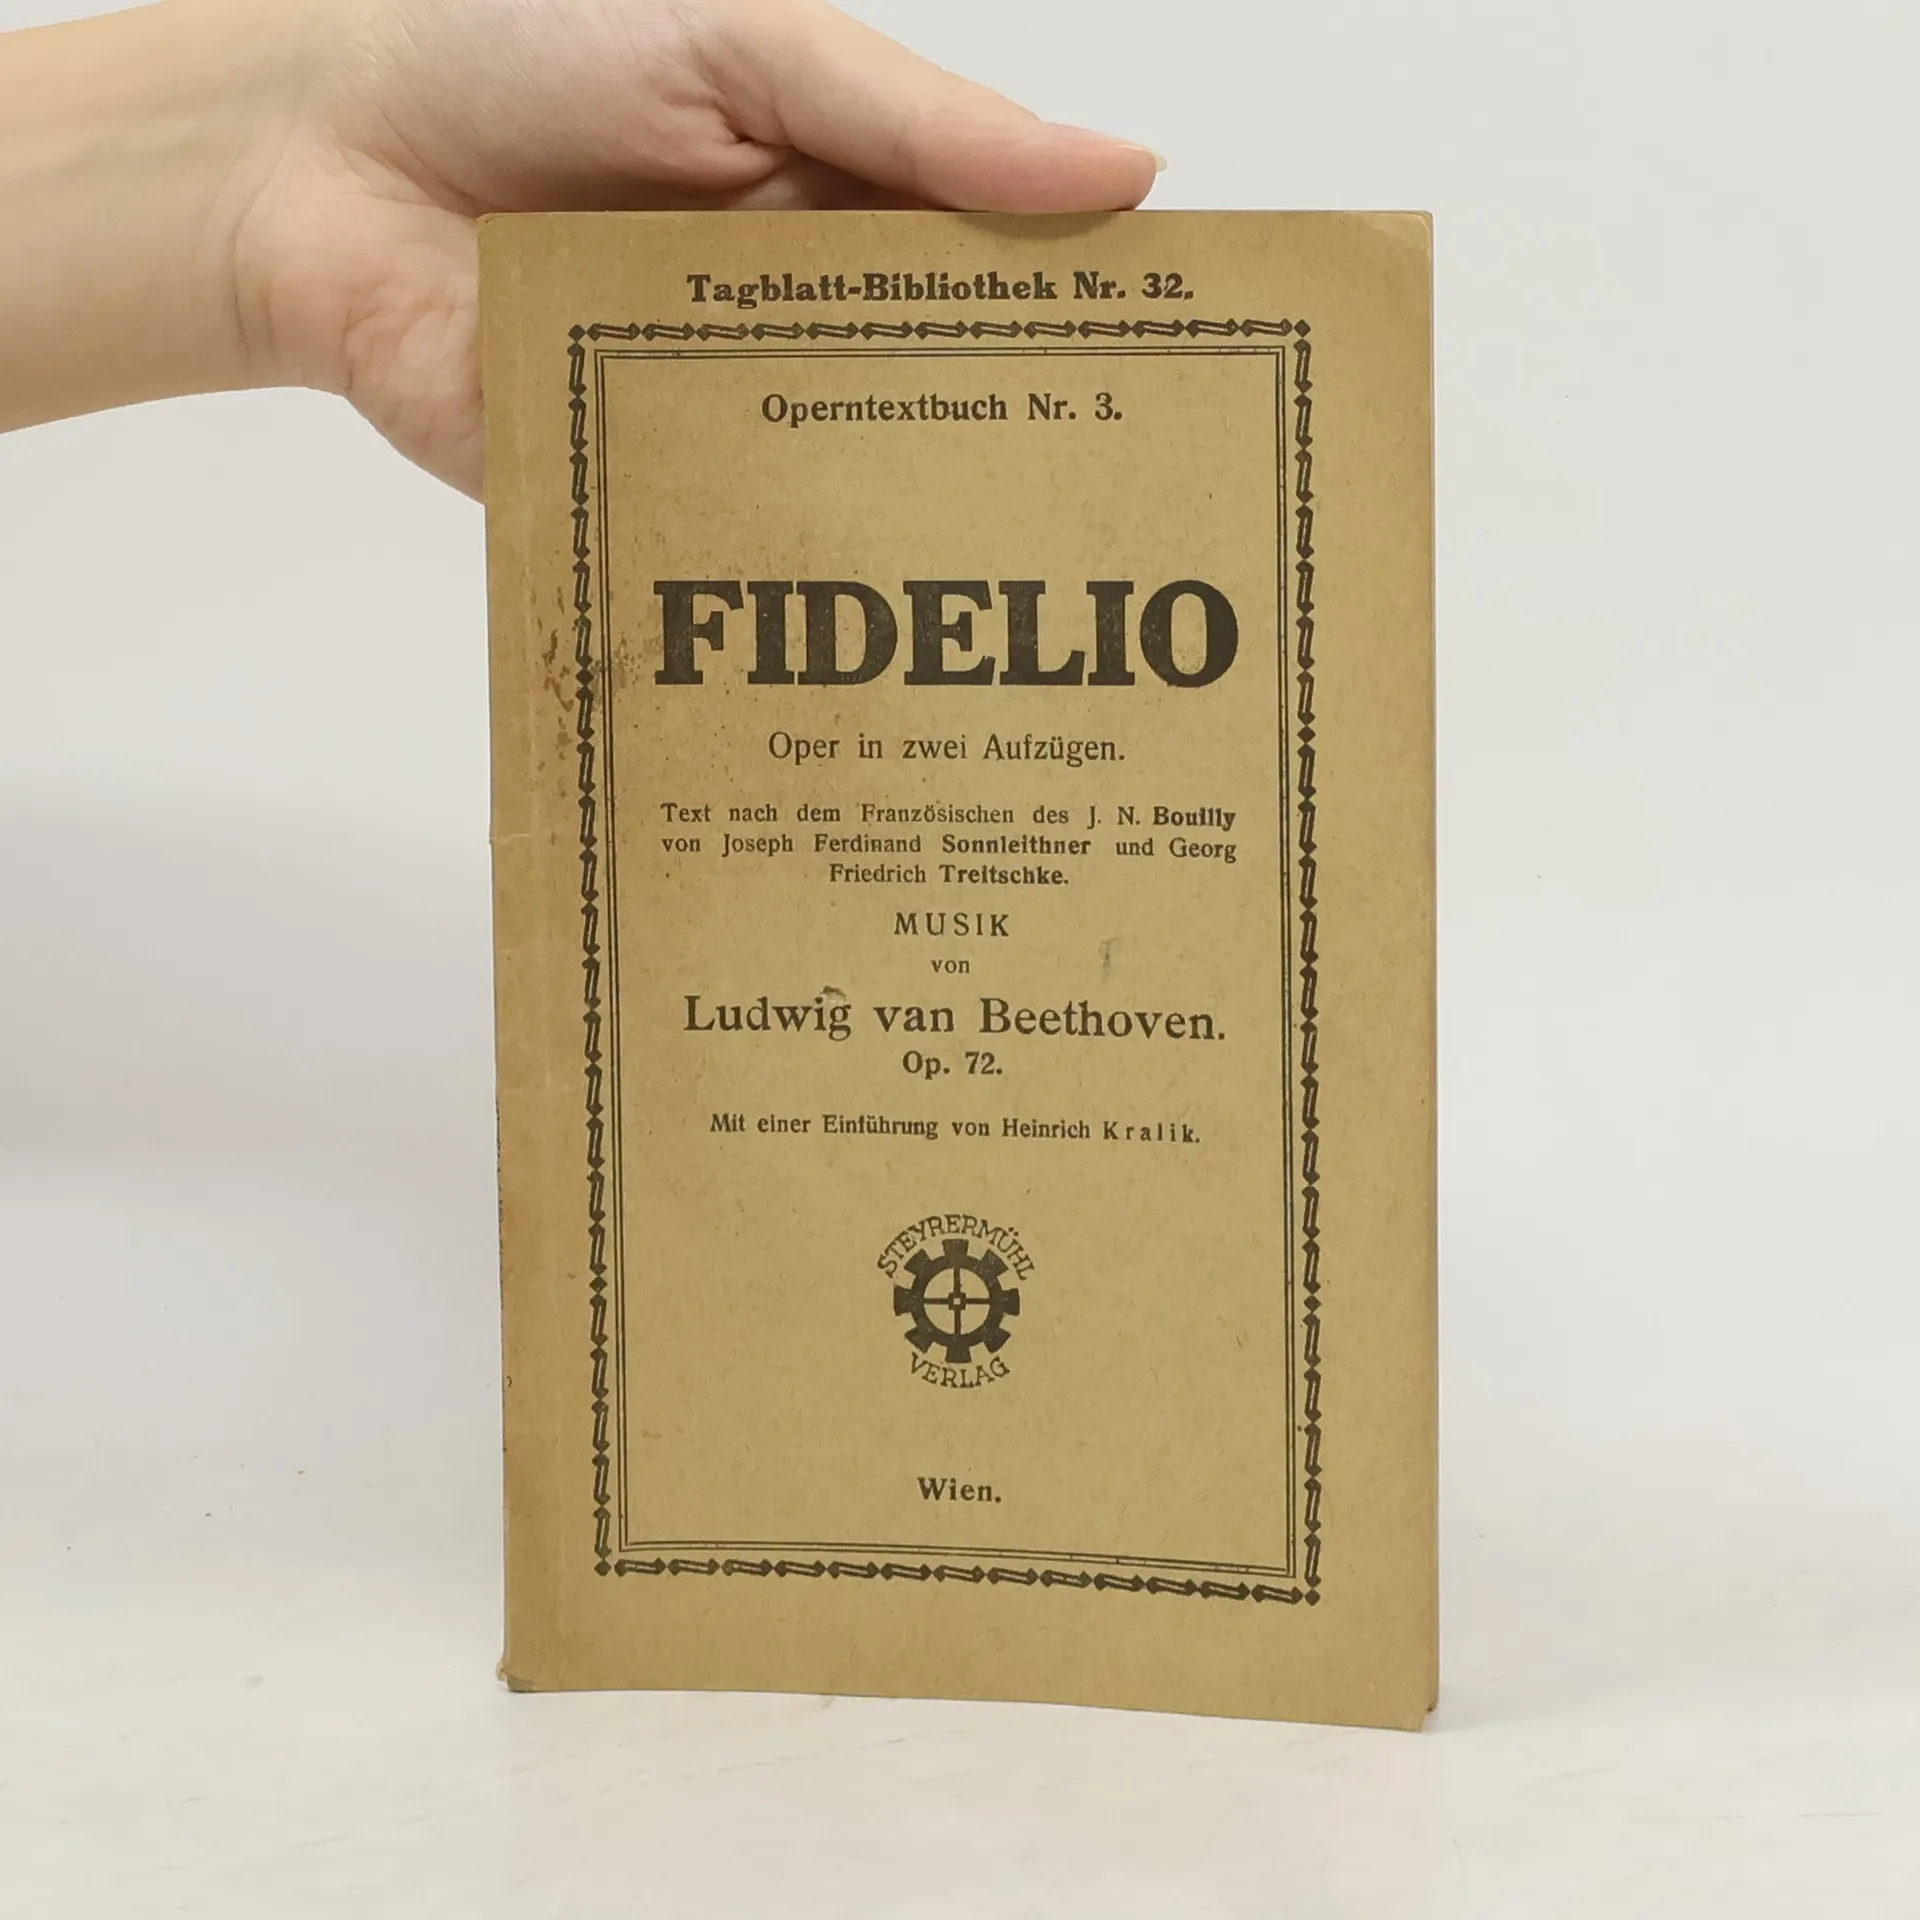 Tagblatt-Bibliothek Nr. 32.
Operntextbuch Nr. 3.
FIDELIO
Oper in zwei Aufzügen.
Text nach dem Französischen des J. N. Bouilly
von Joseph Ferdinand Sonnleithner und Georg
Friedrich Treitschke.
MUSIK
von
Ludwig van Beethoven.
Op. 72.
Mit einer Einführung von Heinrich Kralik.
STEYRERMÜHL
VERLAG
Wien.